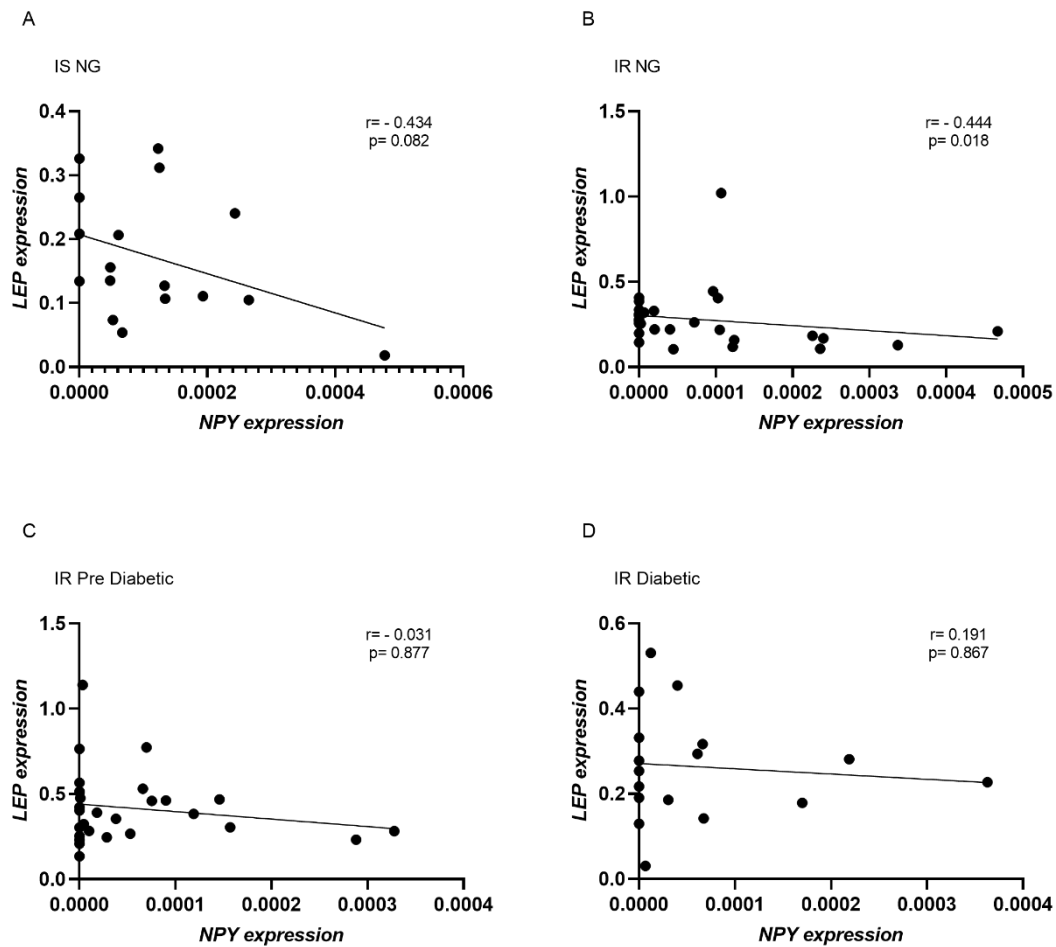 A
IS NG
r= - 0.434
p= 0.082
LEP expression
0.4
0.3
0.2
0.1
0.0
0.0000 0.0002 0.0004 0.0006
NPY expression
B
IR NG
r= - 0.444
p= 0.018
LEP expression
1.5
1.0
0.5
0.0
0.0000 0.0001 0.0002 0.0003 0.0004 0.0005
NPY expression
C
IR Pre Diabetic
r= - 0.031
p= 0.877
LEP expression
1.5
1.0
0.5
0.0
0.0000 0.0001 0.0002 0.0003 0.0004
NPY expression
D
IR Diabetic
r= 0.191
p= 0.867
LEP expression
0.6
0.4
0.2
0.0
0.0000 0.0001 0.0002 0.0003 0.0004
NPY expression